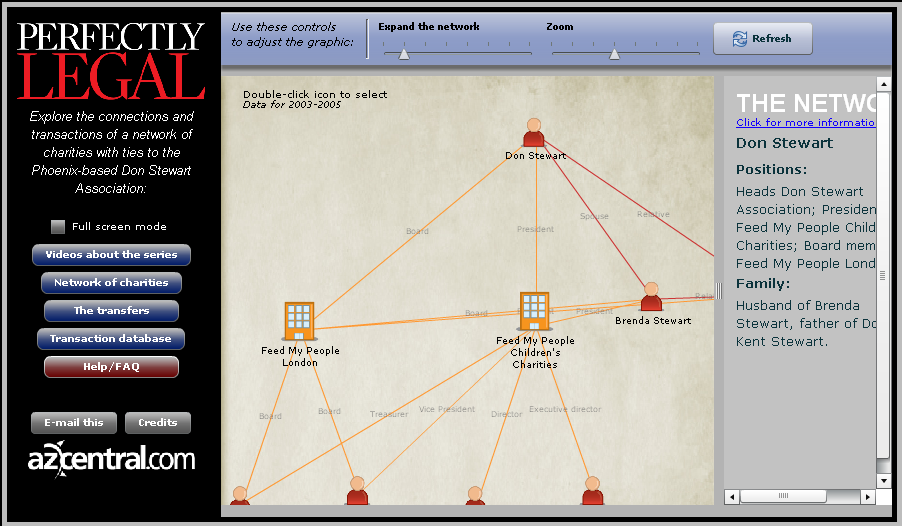 PERFECTLY
LEGAL
Explore the connections and
transactions of a network of
charities with ties to the
Phoenix-based Don Stewart
Association:
Full screen mode
Videos about the series
Network of charities
The transfers
Transaction database
Help/FAQ
E-mail this
Credits
azcentral.com
Use these controls
to adjust the graphic:
Expand the network
Zoom
Refresh
Double-click icon to select
Data for 2003-2005
Don Stewart
Board
President
Spouse
Relative
Feed My People
London
Board
President
Brenda Stewart
Feed My People
Children's
Charities
Board
Board
Treasurer
Vice President
Director
Executive director
THE NETWO
Click for more informatio
Don Stewart
Positions:
Heads Don Stewart
Association; Presiden
Feed My People Child
Charities; Board mem
Feed My People Lond
Family:
Husband of Brenda
Stewart, father of Do
Kent Stewart.